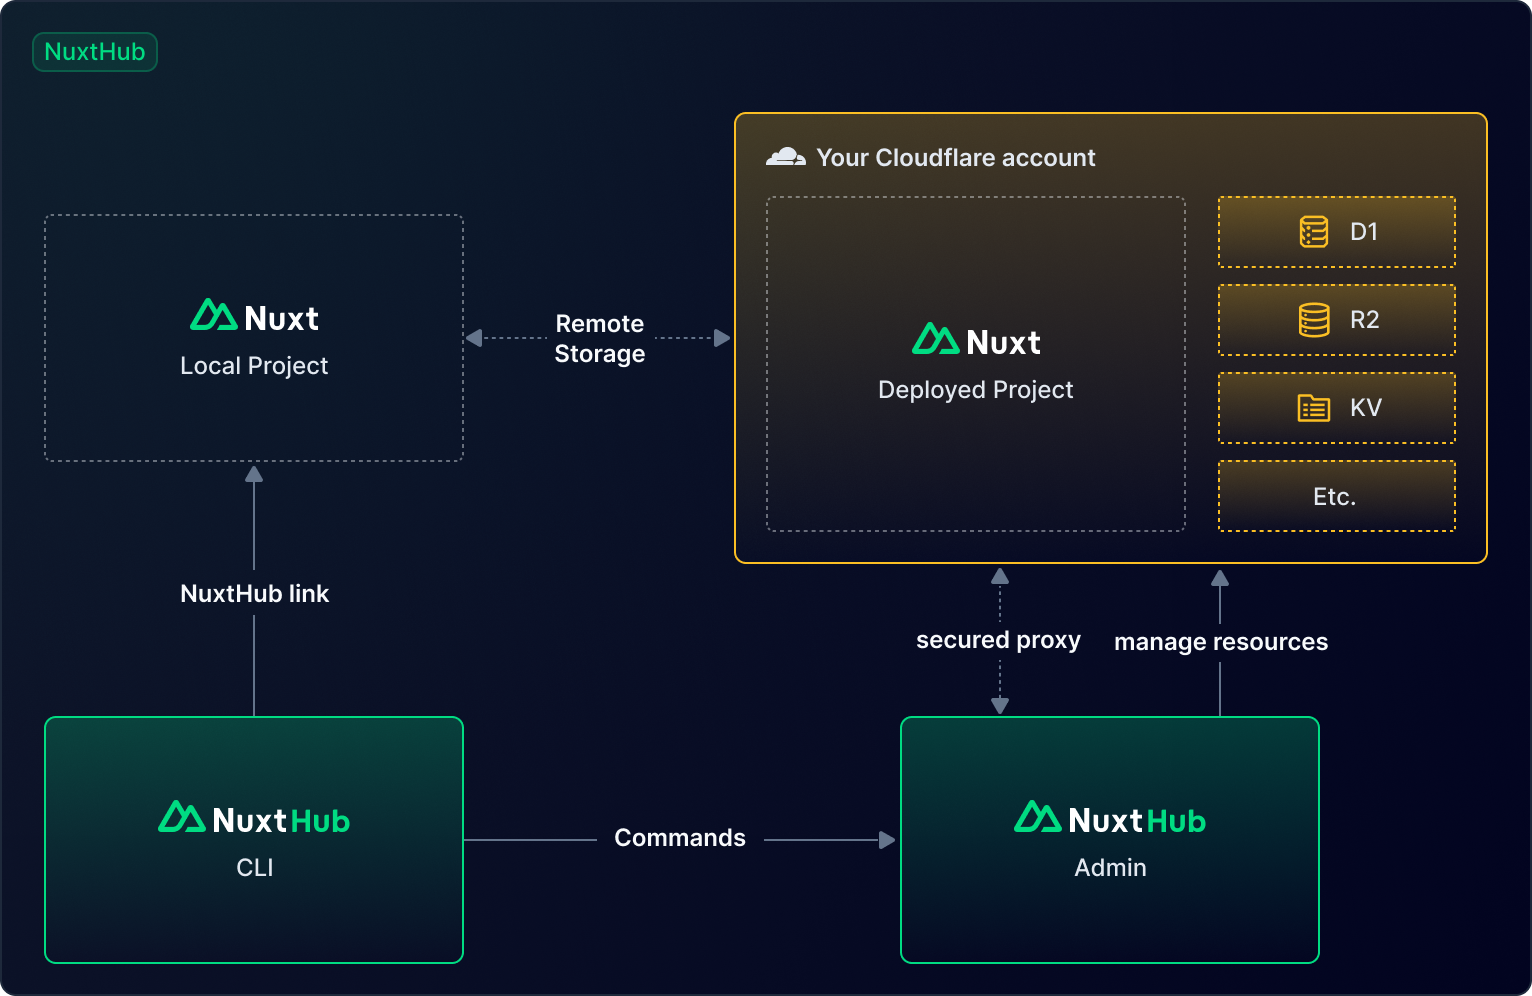 NuxtHub
Your Cloudflare account
Nuxt
Local Project
Remote
Storage
Nuxt
Deployed Project
D1
R2
KV
Etc.
NuxtHub link
secured proxy
manage resources
NuxtHub
CLI
Commands
NuxtHub
Admin